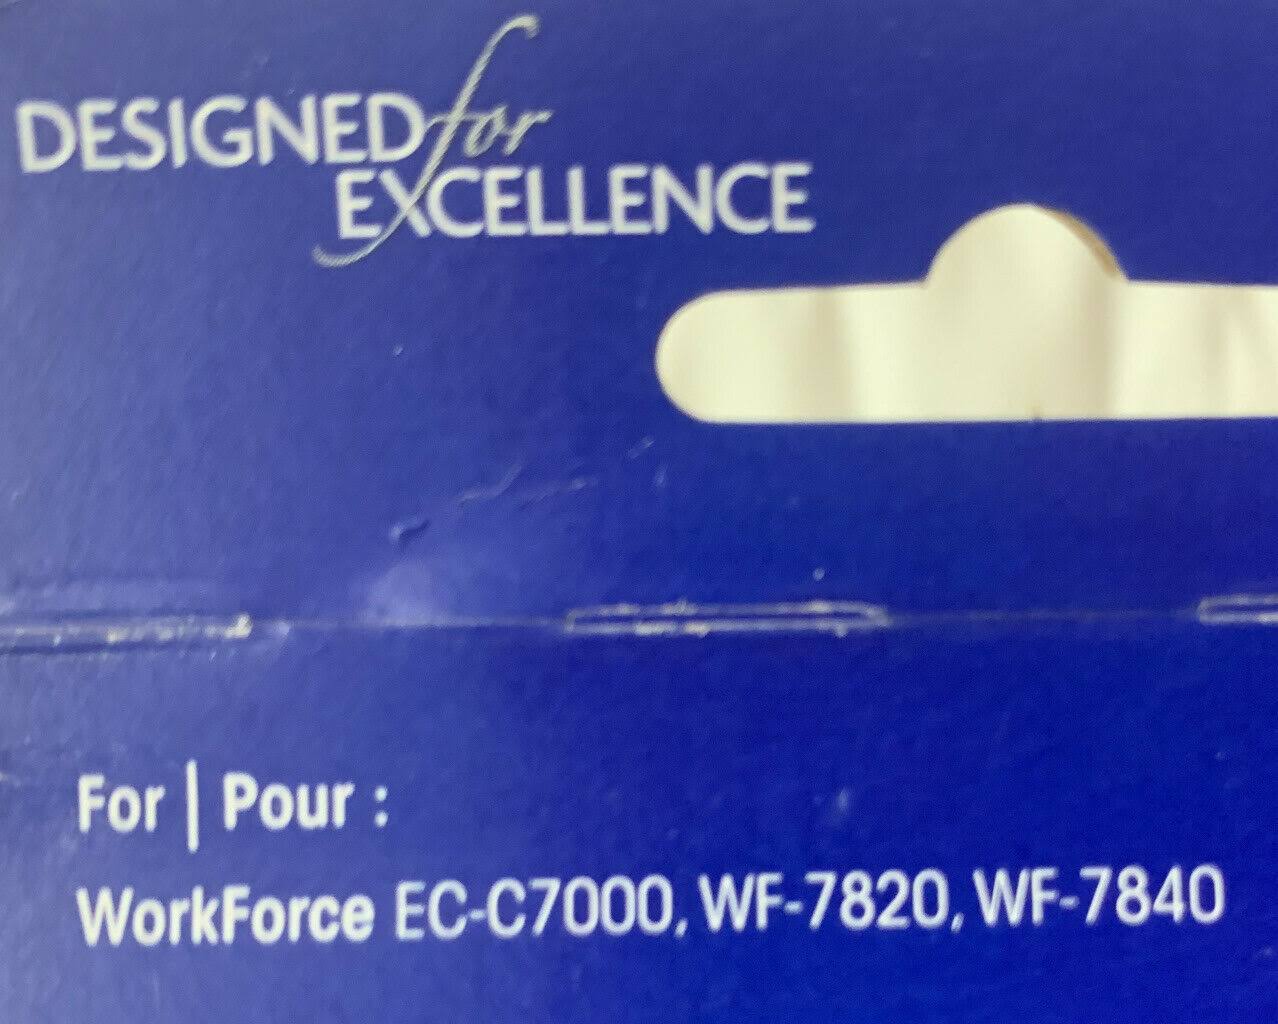 DESIGNED for
EXCELLENCE
For | Pour :
WorkForce EC-C7000, WF-7820, WF-7840